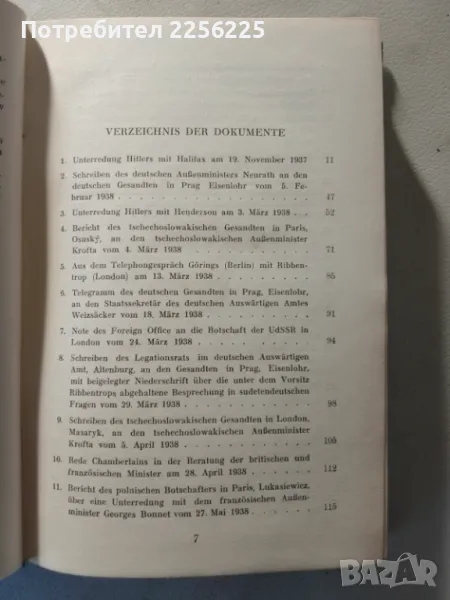 Потребител 2256225
VERZEICHNIS DER DOKUMENTE
1. Unterredung Hitlers mit Halifax am 19. November 1937 11
2. Schreiben des deutschen Außenministers Neurath an den
deutschen Gesandten in Prag Eisenlohr vom 5. Fe-
bruar 1938 . . . . . . . . . . . . . . . 47
3. Unterredung Hitlers mit Henderson am 3. März 1938 . . 52
4. Bericht des tschechoslowakischen Gesandten in Paris,
Osuský, an den tschechoslowakischen Außenminister
Krofta vom 4. März 1938 . . . . . . . . . . 71
5. Aus dem Telephongespräch Görings (Berlin) mit Ribben-
trop (London) am 13. März 1938 . . . . . . . . 85
6. Telegramm des deutschen Gesandten in Prag, Eisenlohr,
an den Staatssekretär des deutschen Auswärtigen Amtes
Weizsäcker vom 18. März 1938 . . . . . . . . 91
7. Note des Foreign Office an die Botschaft der UdSSR in
London vom 24. März 1938 . . . . . . . . . . 94
8. Schreiben des Legationsrats im deutschen Auswärtigen
Amt, Altenburg, an den Gesandten in Prag, Eisenlohr,
mit beigelegter Niederschrift über die unter dem Vorsitz
Ribbentrops abgehaltene Besprechung in sudetendeutschen
Fragen vom 29. März 1938 . . . . . . . . . . 98
9. Schreiben des tschechoslowakischen Gesandten in London,
Masaryk, an den tschechoslowakischen Außenminister
Krofta vom 5. April 1938 . . . . . . . . . . 109
10. Rede Chamberlains in der Beratung der britischen und
französischen Minister am 28. April 1938 . . . . . 112
11. Bericht des polnischen Botschafters in Paris, Lukasiewicz,
über eine Unterredung mit dem französischen Außen-
minister Georges Bonnet vom 27. Mai 1938 . . . . . 115
7
BAZAR.bg